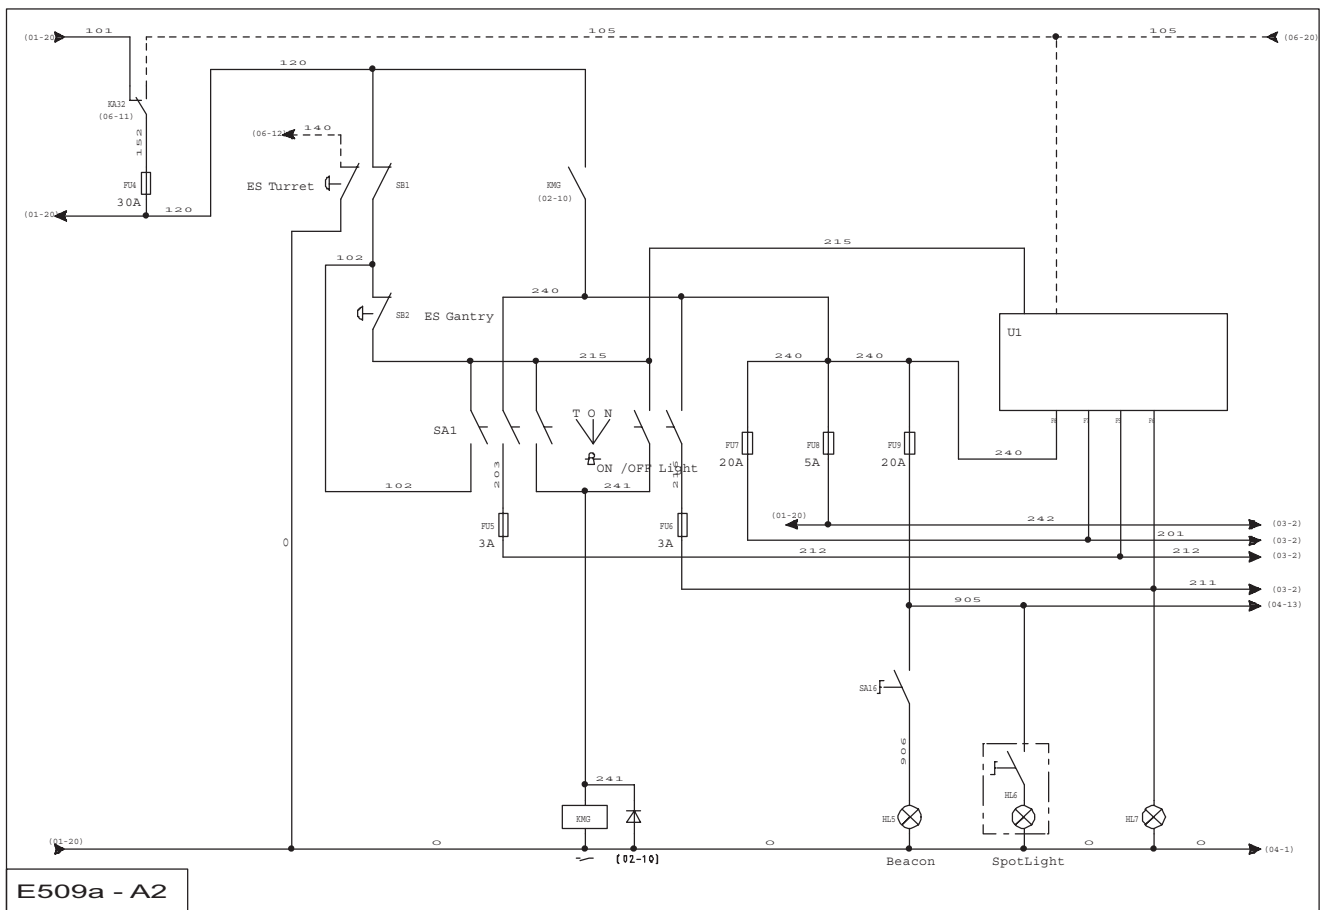 101
105
105
(01-20)
(06-20)
120
KA32
(06-11)
152
140
(06-12)
ES Turret
SB1
KMG
(02-10)
FU4
30A
(01-20)
120
215
102
240
SB2
ES Gantry
U1
215
240
240
T O N
SA1
FU7
20A
FU8
5A
FU9
20A
240
ON /OFF Light
203
102
241
(01-20)
242
(03-2)
FU5
3A
FU6
3A
201
(03-2)
0
212
212
(03-2)
211
(03-2)
905
(04-13)
SA16
906
241
HL6
KMG
HL5
HL7
(01-20)
0
0
0
0
(04-1)
(02-10)
Beacon
SpotLight
E509a - A2